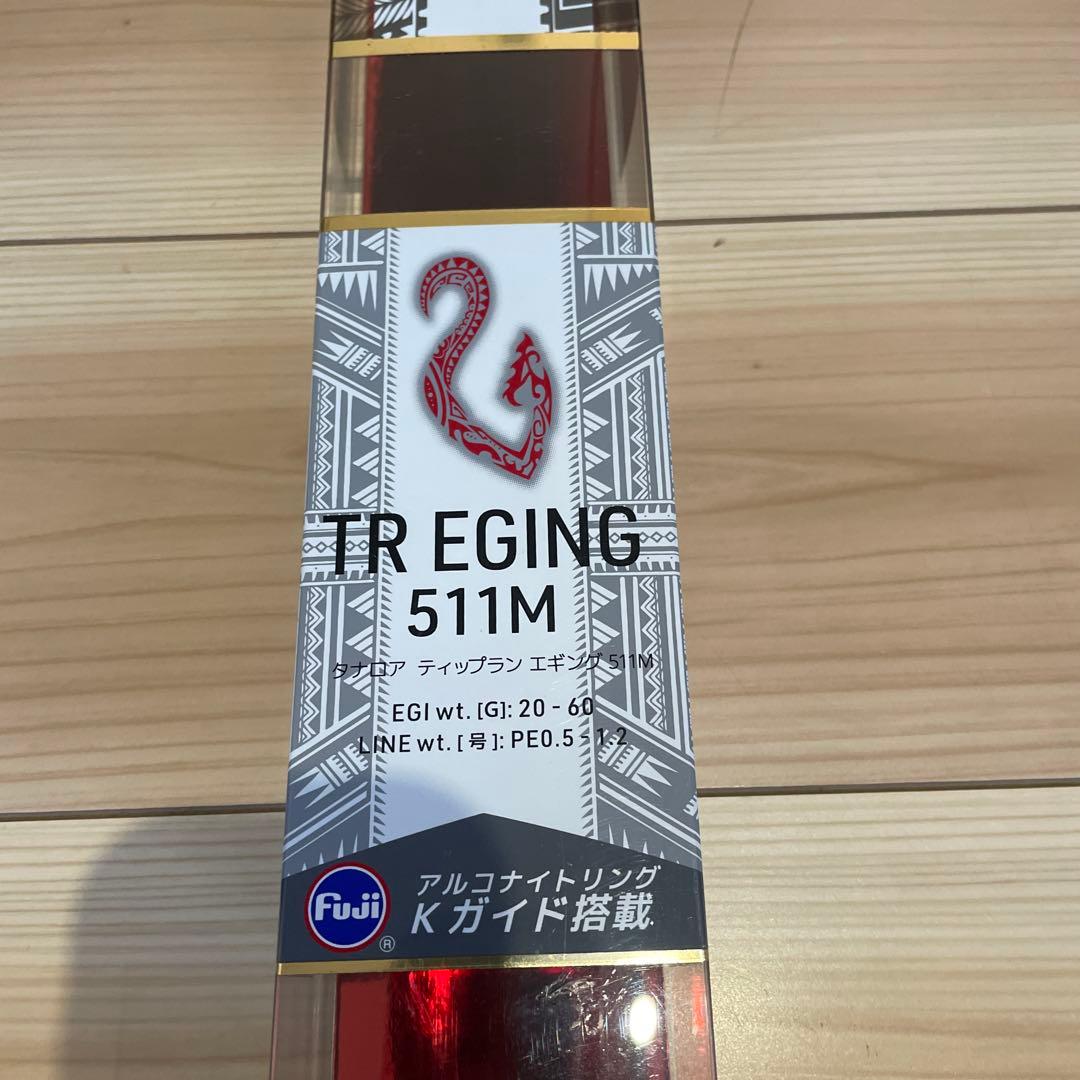 TR EGING
511M
タナロア ティップラン エギング 511M
EGI wt. [G]: 20 - 60
LINE wt. [号]: PE0.5 - 1.2
Fuji
®
アルコナイトリング
Kガイド搭載